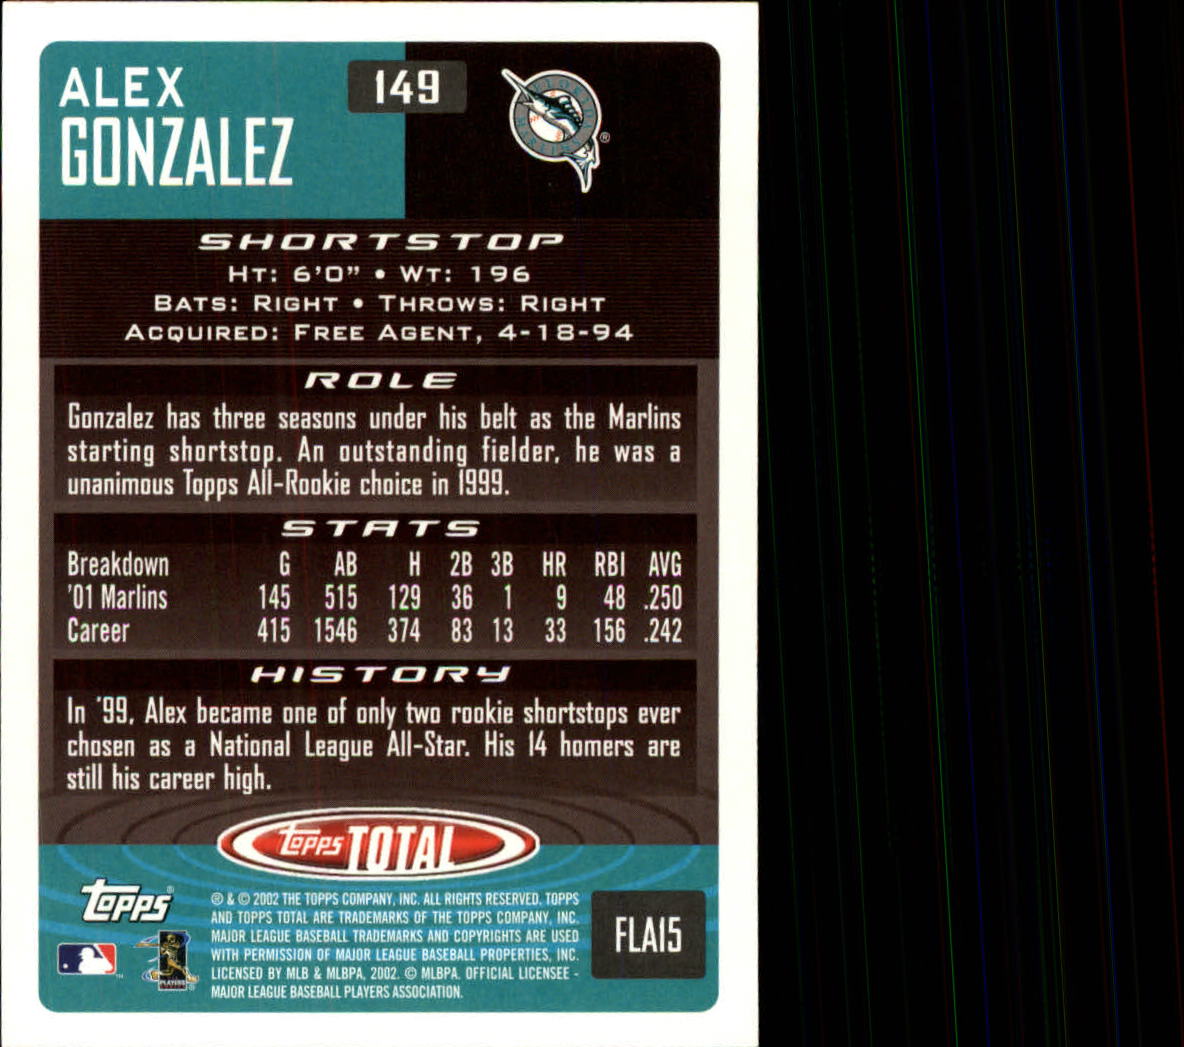 ALEX
GONZALEZ
149
®
SHORTSTOP
HT: 6'0" • WT: 196
BATS: RIGHT • THROWS: RIGHT
ACQUIRED: FREE AGENT, 4-18-94
ROLE
Gonzalez has three seasons under his belt as the Marlins
starting shortstop. An outstanding fielder, he was a
unanimous Topps All-Rookie choice in 1999.
STATS
Breakdown G AB H 2B 3B HR RBI AVG
'01 Marlins 145 515 129 36 1 9 48 .250
Career 415 1546 374 83 13 33 156 .242
HISTORY
In '99, Alex became one of only two rookie shortstops ever
chosen as a National League All-Star. His 14 homers are
still his career high.
Topps TOTAL
Topps®
® & © 2002 THE TOPPS COMPANY, INC. ALL RIGHTS RESERVED. TOPPS
AND TOPPS TOTAL ARE TRADEMARKS OF THE TOPPS COMPANY, INC.
MAJOR LEAGUE BASEBALL TRADEMARKS AND COPYRIGHTS ARE USED
WITH PERMISSION OF MAJOR LEAGUE BASEBALL PROPERTIES, INC.
LICENSED BY MLB & MLBPA, 2002. © MLBPA. OFFICIAL LICENSEE -
MAJOR LEAGUE BASEBALL PLAYERS ASSOCIATION.
PLAYERS
FLA15